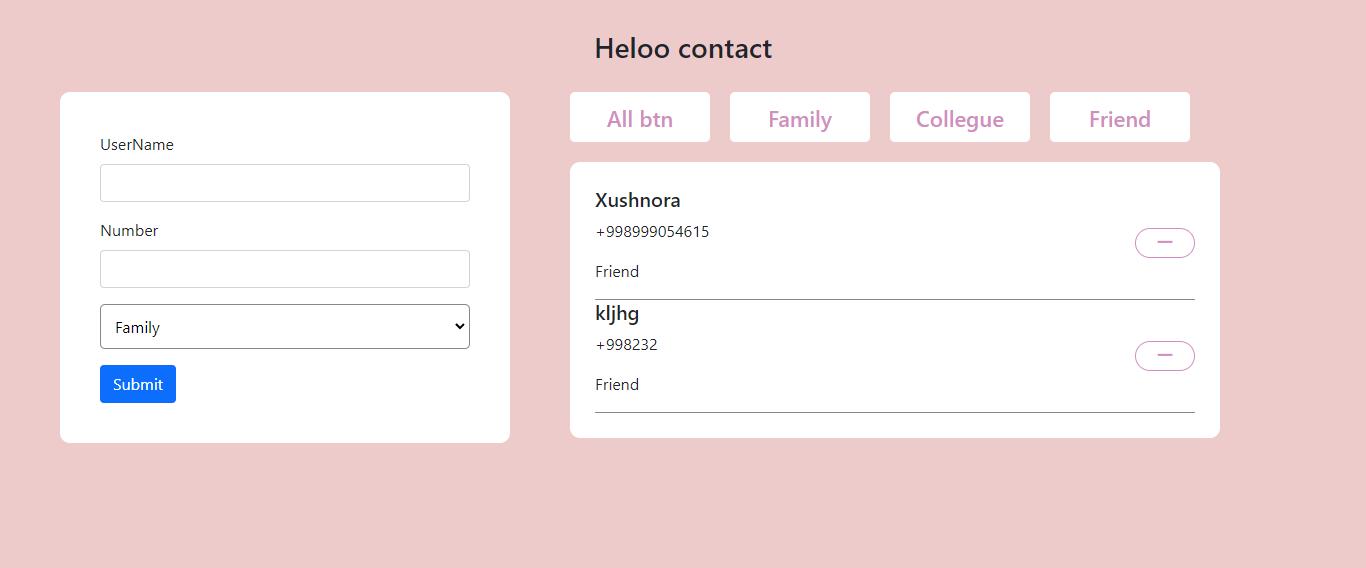 Heloo contact
UserName
Number
Family
Submit
All btn
Family
Collegue
Friend
Xushnora
+998999054615
Friend
kljhg
+998232
Friend